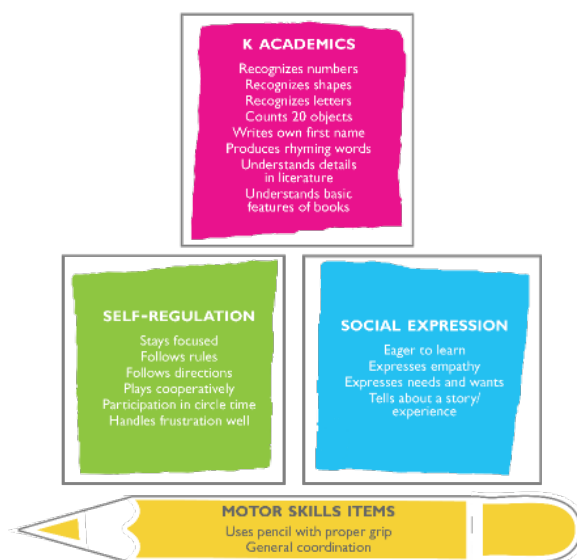 K ACADEMICS
Recognizes numbers
Recognizes shapes
Recognizes letters
Counts 20 objects
Writes own first name
Produces rhyming words
Understands details
in literature
Understands basic
features of books
SELF-REGULATION
Stays focused
Follows rules
Follows directions
Plays cooperatively
Participation in circle time
Handles frustration well
SOCIAL EXPRESSION
Eager to learn
Expresses empathy
Expresses needs and wants
Tells about a story/
experience
MOTOR SKILLS ITEMS
Uses pencil with proper grip
General coordination